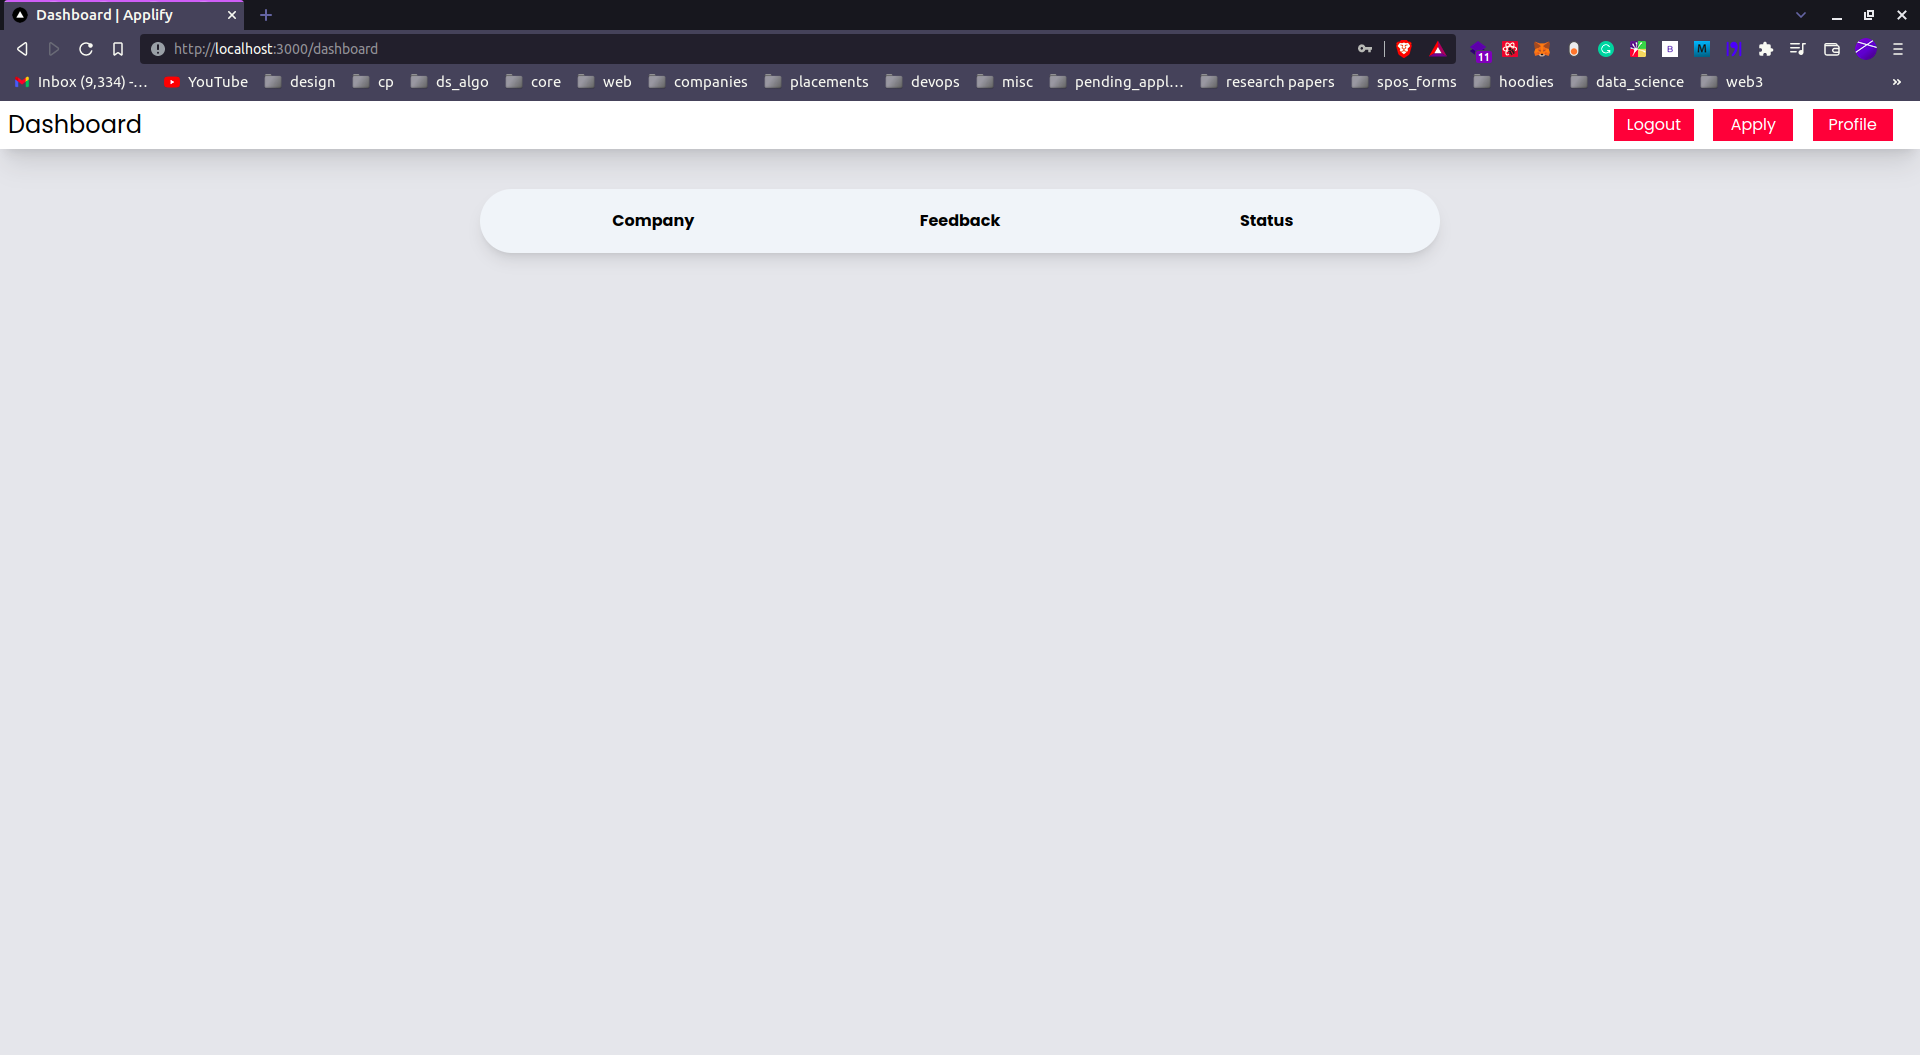 Dashboard | Applify
http://localhost:3000/dashboard
11
B
M
Inbox (9,334) -... YouTube design cp ds_algo core web companies placements devops misc pending_appl... research papers spos_forms hoodies data_science web3 »
Dashboard Logout Apply Profile
Company Feedback Status